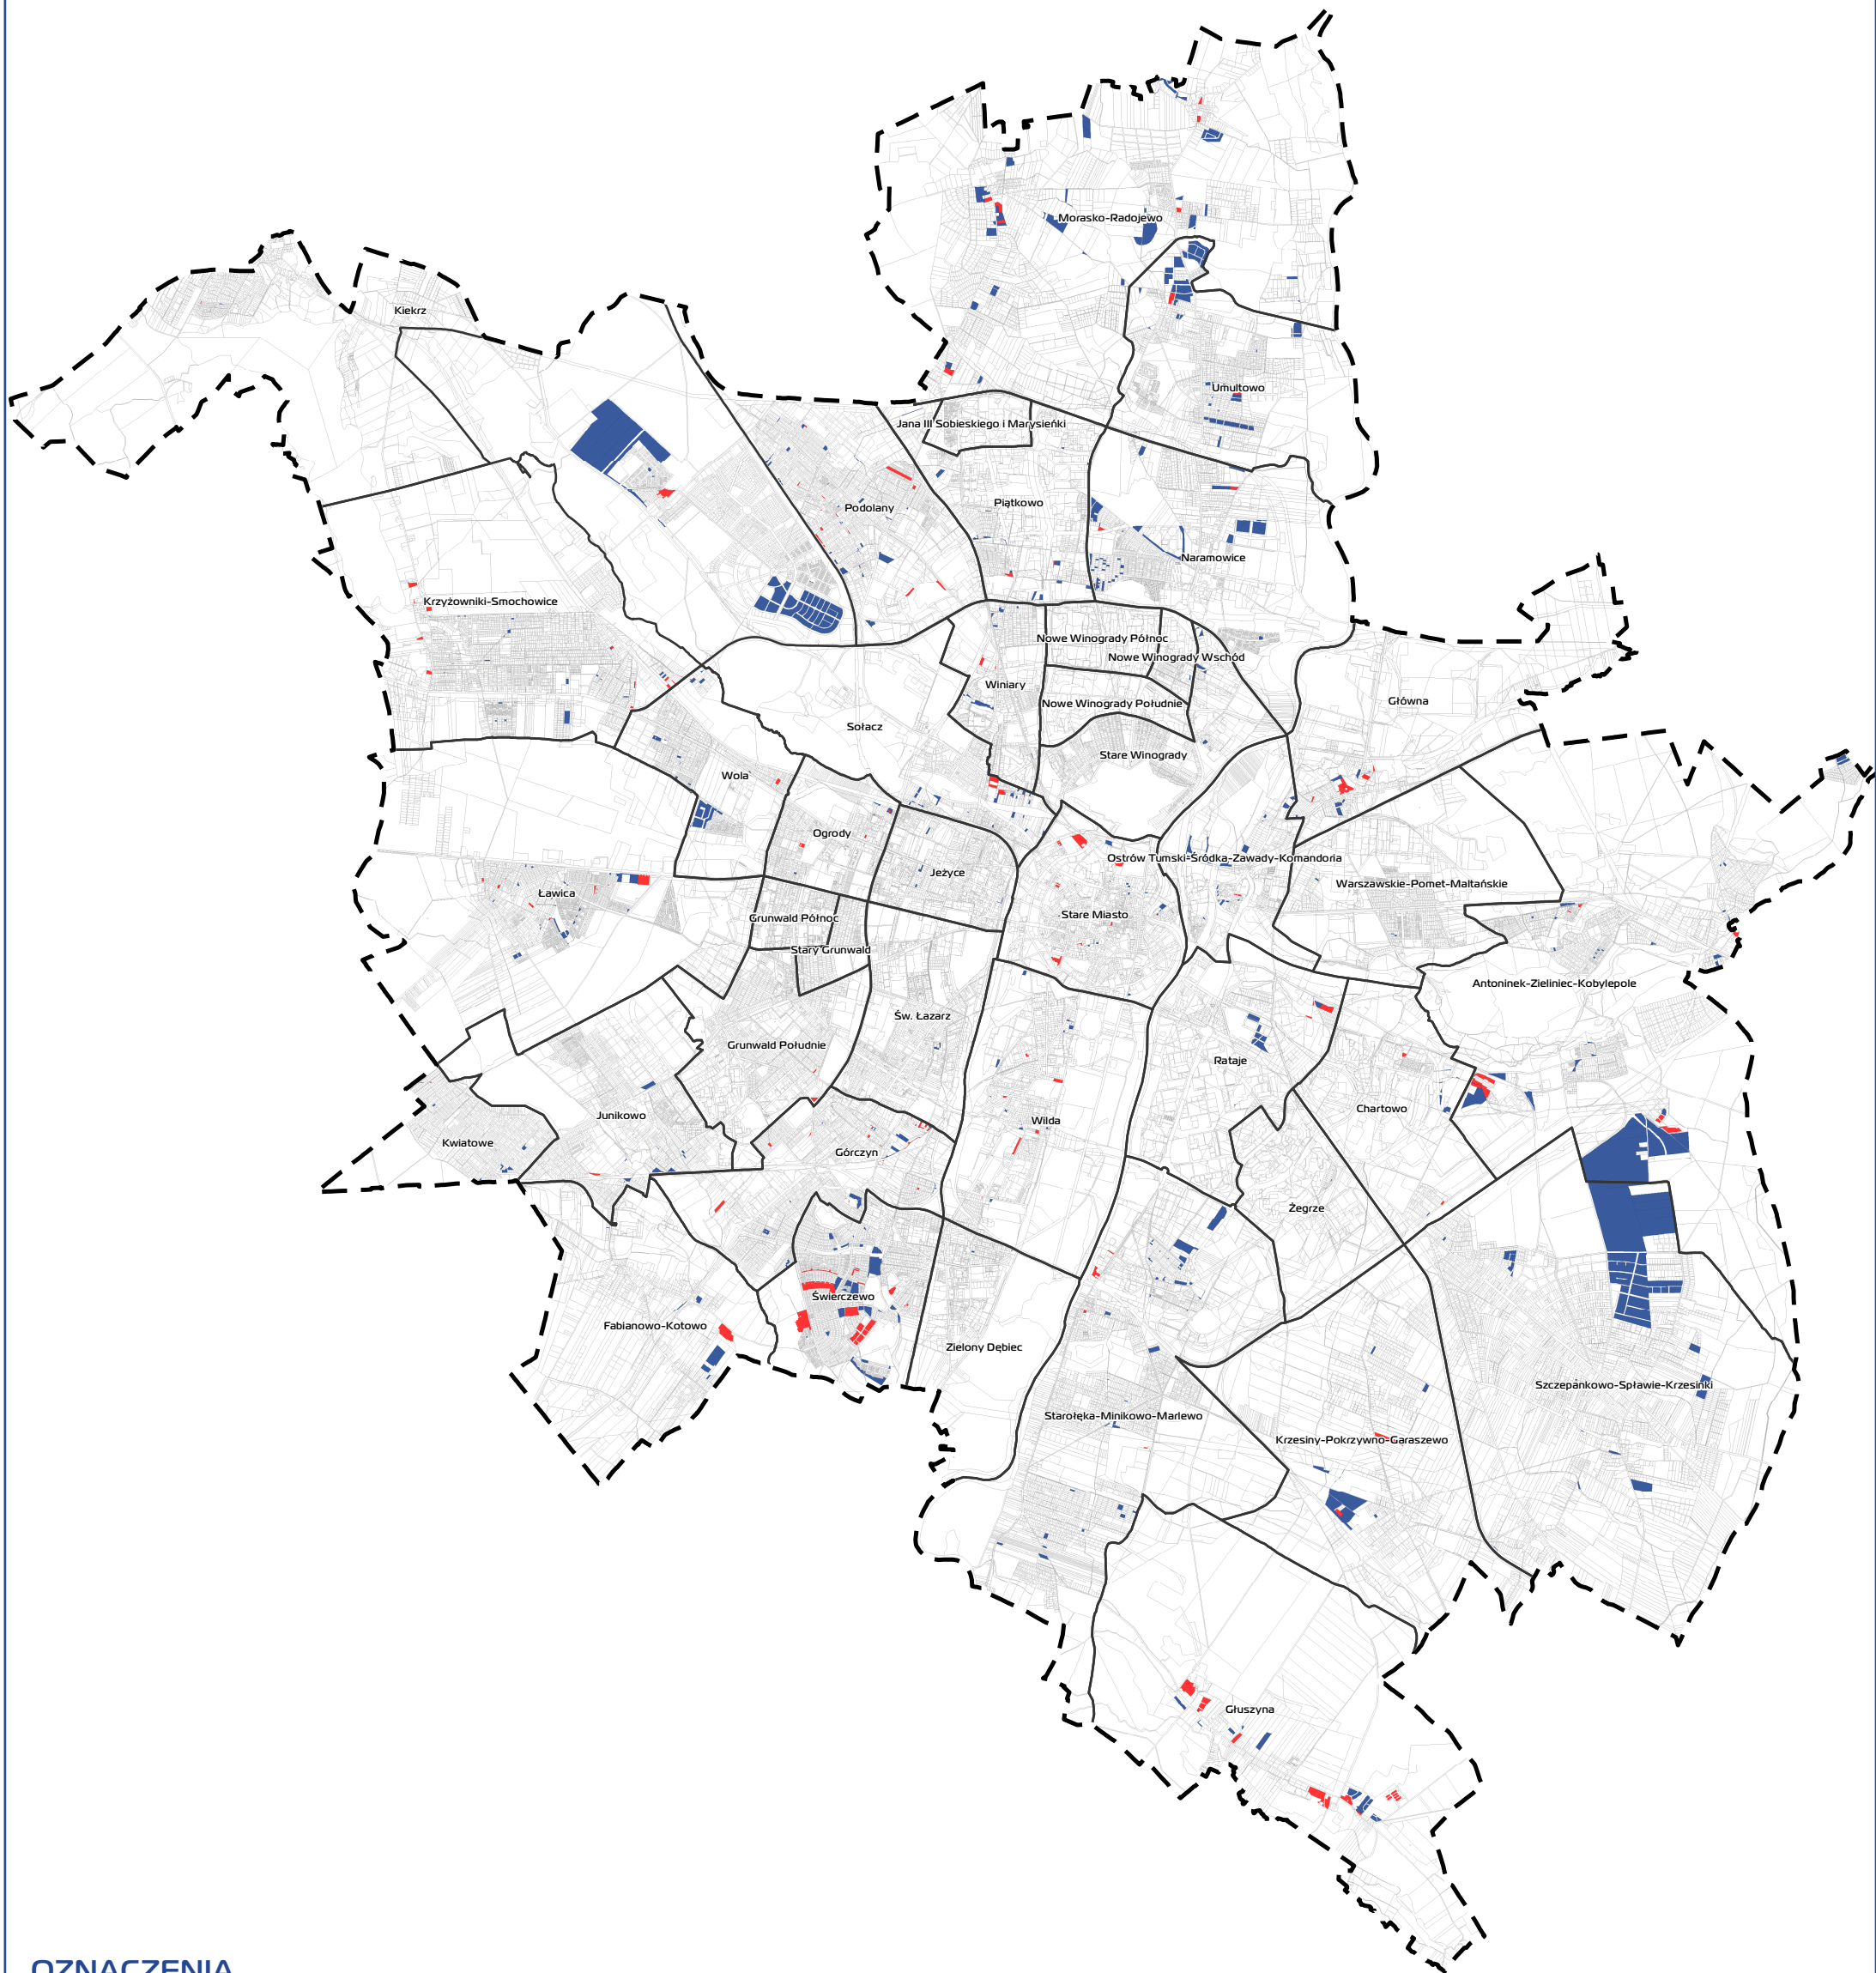 Morasko-Radojewo
Kiekrz
Umultowo
Jana III Sobieskiego i Marysieńki
Podolany
Piątkowo
Naramowice
Krzyżowniki-Smochowice
Nowe Winogrady Północ
Nowe Winogrady Wschód
Winiary
Nowe Winogrady Południe
Główna
Sołacz
Stare Winogrady
Wola
Ogrody
Ostrów Tumski-Śródka-Zawady-Komandoria
Jeżyce
Warszawskie-Pomet-Maltańskie
Ławica
Grunwald Północ
Stare Miasto
Stary Grunwald
Antoninek-Zieliniec-Kobylepole
Św. Łazarz
Grunwald Południe
Rataje
Chartowo
Junikowo
Wilda
Kwiatowe
Górczyn
Żegrze
Świerczewo
Fabianowo-Kotowo
Zielony Dębiec
Szczepankowo-Spławie-Krzesinki
Starołęka-Minikowo-Marlewo
Krzesiny-Pokrzywno-Garaszewo
Głuszyna
OZNACZENIA